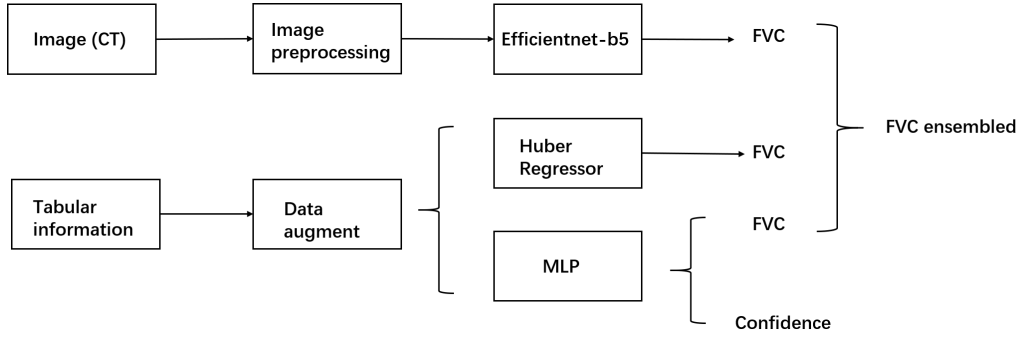 Image (CT)
Image
preprocessing
Efficientnet-b5
FVC
FVC ensembled
Huber
Regressor
FVC
Tabular
information
Data
augment
FVC
MLP
Confidence